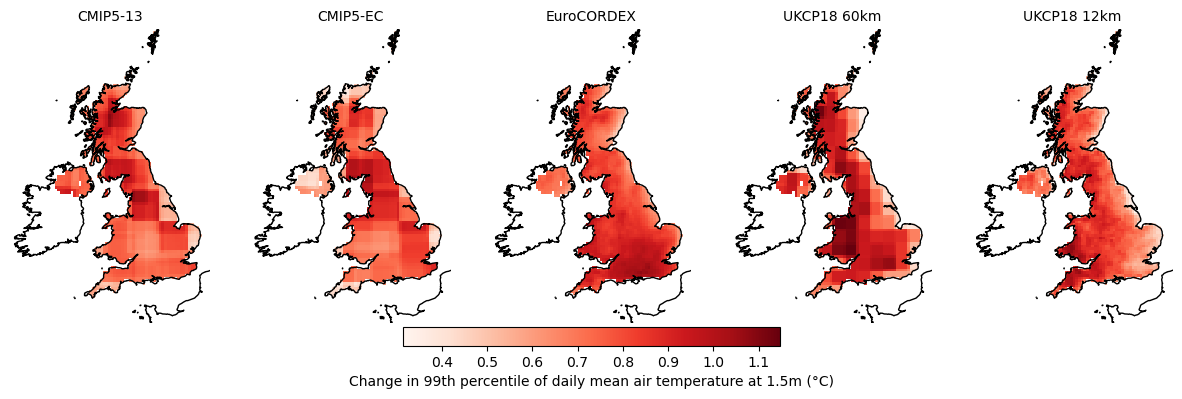 CMIP5-13 CMIP5-EC EuroCORDEX UKCP18 60km UKCP18 12km
0.4 0.5 0.6 0.7 0.8 0.9 1.0 1.1
Change in 99th percentile of daily mean air temperature at 1.5m (°C)